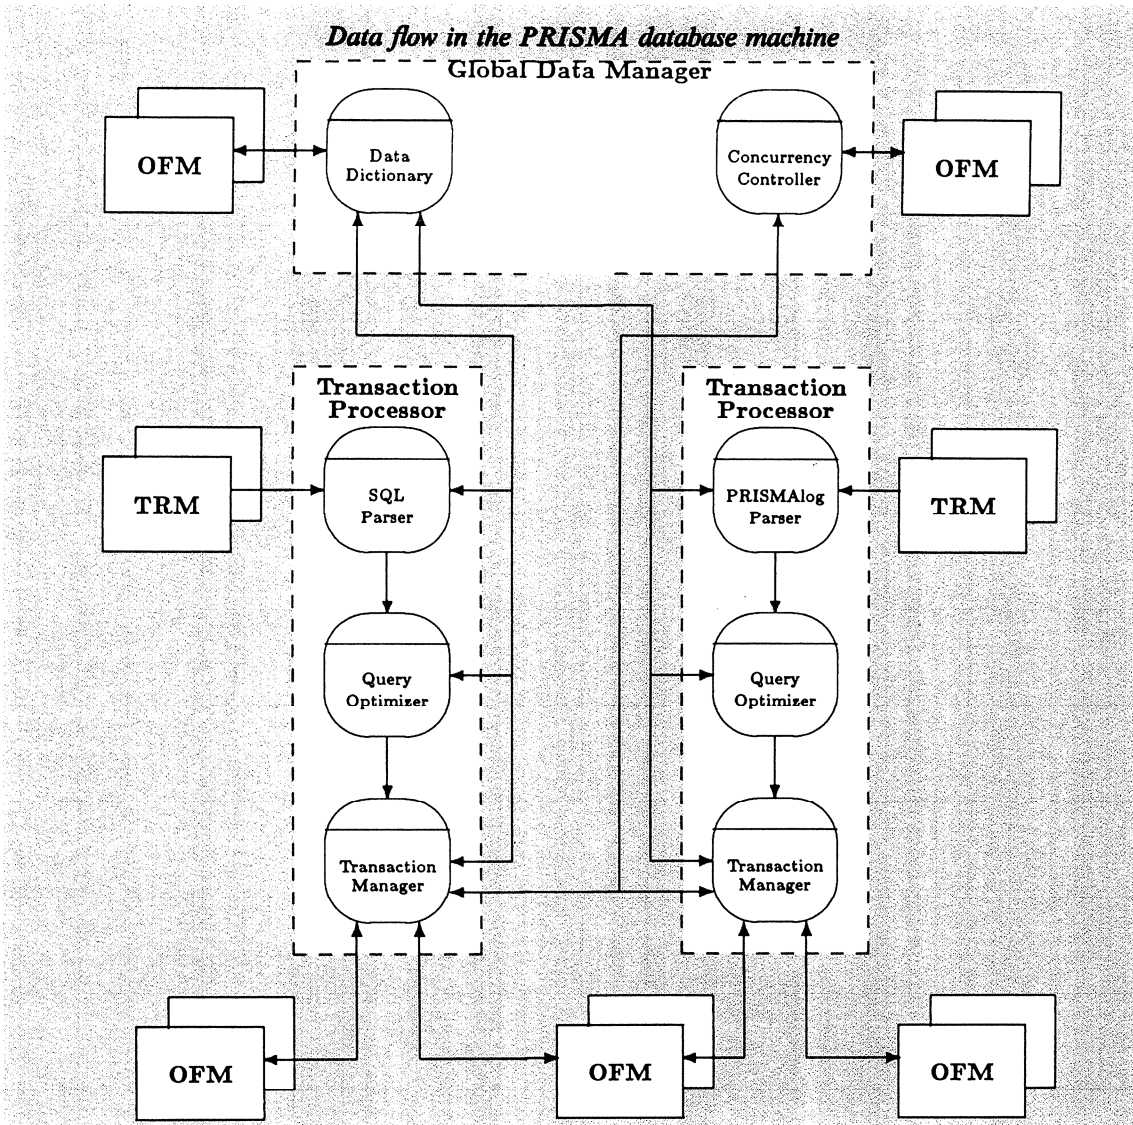 Data flow in the PRISMA database machine
Global Data Manager
OFM
Data
Dictionary
Concurrency
Controller
OFM
Transaction
Processor
Transaction
Processor
TRM
SQL
Parser
PRISMAlog
Parser
TRM
Query
Optimizer
Query
Optimizer
Transaction
Manager
Transaction
Manager
OFM
OFM
OFM